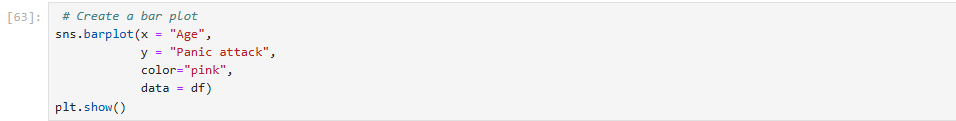 [63]: # Create a bar plot
sns.barplot(x = "Age",
y = "Panic attack",
color="pink",
data = df)
plt.show()